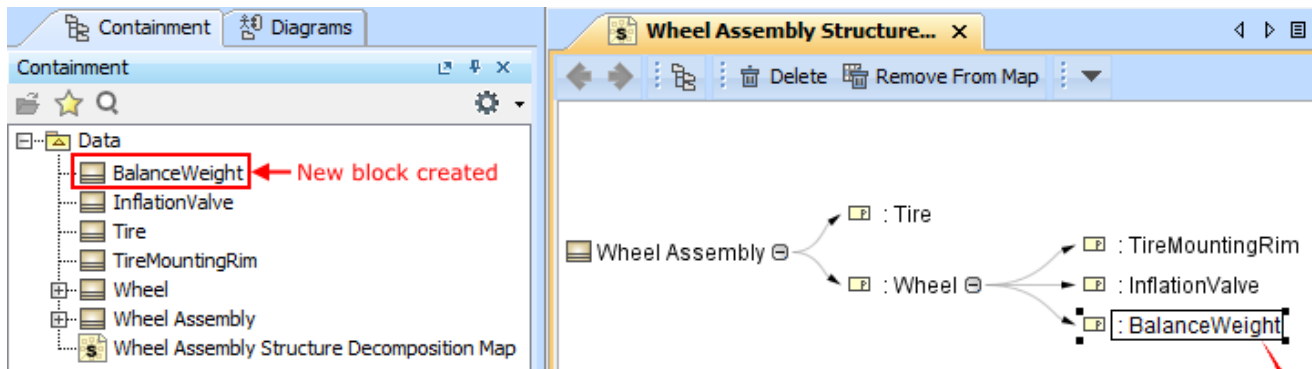 Containment
Diagrams
Containment
Data
BalanceWeight
New block created
InflationValve
Tire
TireMountingRim
Wheel
Wheel Assembly
S Wheel Assembly Structure Decomposition Map
S Wheel Assembly Structure... X
Delete
Remove From Map
Wheel Assembly
P : Tire
P : Wheel
P : TireMountingRim
P : InflationValve
P : BalanceWeight